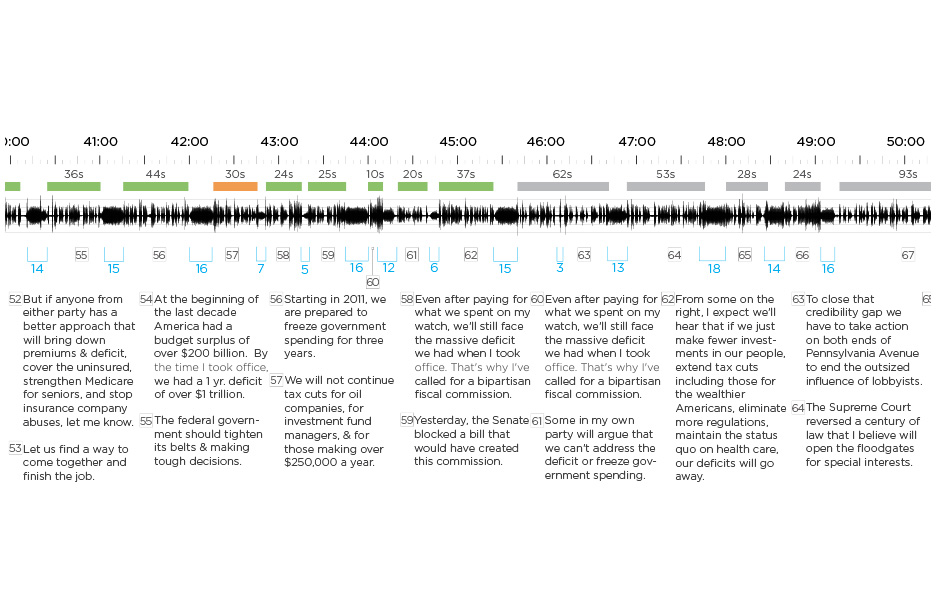 ):00 41:00 42:00 43:00 44:00 45:00 46:00 47:00 48:00 49:00 50:00
36s 44s 30s 24s 25s 10s 20s 37s 62s 53s 28s 24s 93s
55 56 57 58 59 61 62 63 64 65 66 67
14 15 16 7 5 16 12 6 15 3 13 18 14 16
60
52 But if anyone from
either party has a
better approach that
will bring down
premiums & deficit,
cover the uninsured,
strengthen Medicare
for seniors, and stop
insurance company
abuses, let me know.
53 Let us find a way to
come together and
finish the job.
54 At the beginning of
the last decade
America had a
budget surplus of
over $200 billion. By
the time I took office,
we had a 1 yr. deficit
of over $1 trillion.
55 The federal govern-
ment should tighten
its belts & making
tough decisions.
56 Starting in 2011, we
are prepared to
freeze government
spending for three
years.
57 We will not continue
tax cuts for oil
companies, for
investment fund
managers, & for
those making over
$250,000 a year.
58 Even after paying for
what we spent on my
watch, we'll still face
the massive deficit
we had when I took
office. That's why I've
called for a bipartisan
fiscal commission.
59 Yesterday, the Senate
blocked a bill that
would have created
this commission.
60 Even after paying for
what we spent on my
watch, we'll still face
the massive deficit
we had when I took
office. That's why I've
called for a bipartisan
fiscal commission.
61 Some in my own
party will argue that
we can't address the
deficit or freeze gov-
ernment spending.
62 From some on the
right, I expect we'll
hear that if we just
make fewer invest-
ments in our people,
extend tax cuts
including those for
the wealthier
Americans, eliminate
more regulations,
maintain the status
quo on health care,
our deficits will go
away.
63 To close that
credibility gap we
have to take action
on both ends of
Pennsylvania Avenue
to end the outsized
influence of lobbyists.
64 The Supreme Court
reversed a century of
law that I believe will
open the floodgates
for special interests.